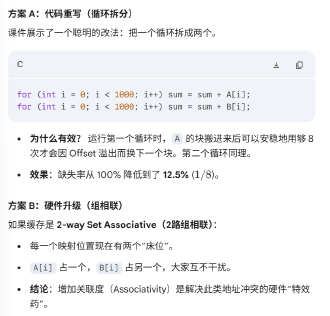 方案 A：代码重写（循环拆分）
课件展示了一个聪明的改法：把一个循环拆成两个。
C
for (int i = 0; i < 1000; i++) sum = sum + A[i];
for (int i = 0; i < 1000; i++) sum = sum + B[i];
为什么有效？ 运行第一个循环时， A 的块搬进来后可以安稳地用够 8
次才会因 Offset 溢出而换下一个块。第二个循环同理。
效果：缺失率从 100% 降低到了 12.5% (1/8)。
方案 B：硬件升级（组相联）
如果缓存是 2-way Set Associative（2路组相联）：
每一个映射位置现在有两个“床位”。
A[i] 占一个， B[i] 占另一个，大家互不干扰。
结论：增加关联度（Associativity）是解决此类地址冲突的硬件“特效
药”。